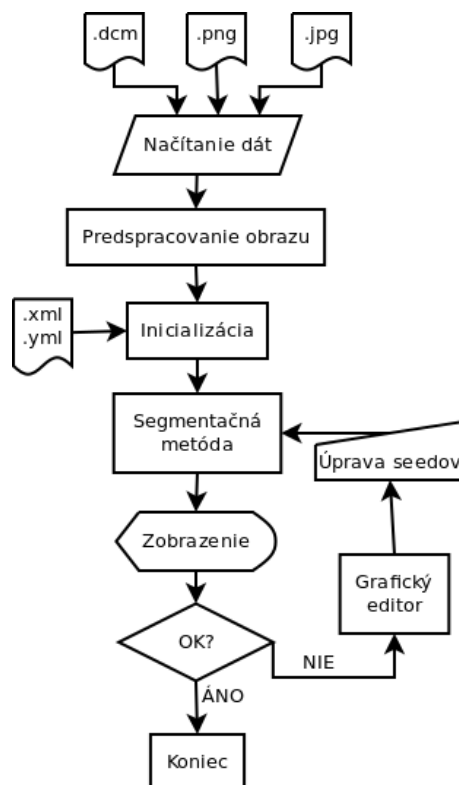 .dcm
.png
.jpg
Načítanie dát
Predspracovanie obrazu
.xml
.yml
Inicializácia
Segmentačná
metóda
Úprava seedov
Zobrazenie
Grafický
editor
OK?
NIE
ÁNO
Koniec